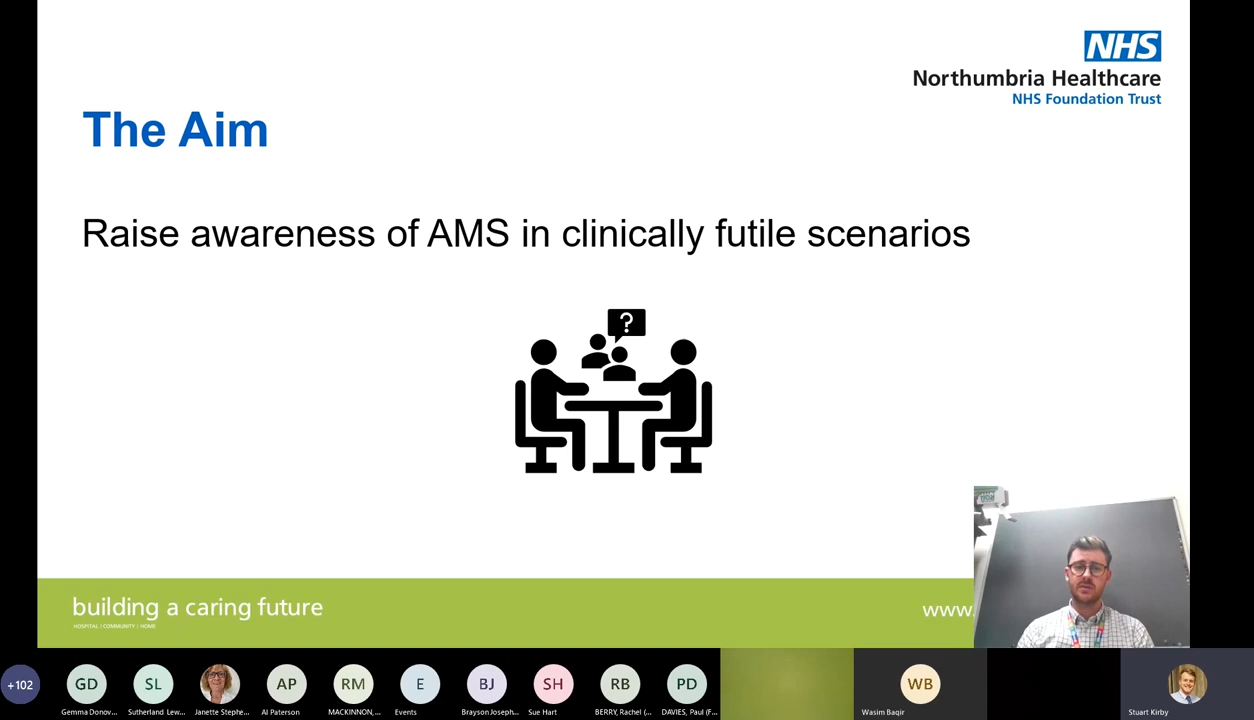 NHS
Northumbria Healthcare
NHS Foundation Trust
The Aim
Raise awareness of AMS in clinically futile scenarios
?
building a caring future
HOSPITAL | COMMUNITY | HOME
www.
+102
GD
SL
AP
RM
E
BJ
SH
RB
PD
WB
Gemma Donov...
Sutherland Lew...
Janette Stephe...
Al Paterson
MACKINNON,...
Events
Brayson Joseph...
Sue Hart
BERRY, Rachel (...
DAVIES, Paul (F...
Wasim Baqir
Stuart Kirby